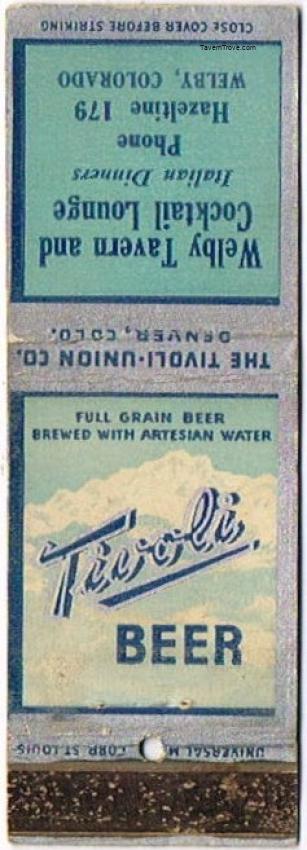 CLOSE COVER BEFORE STRIKING
TavernTrove.com
Welby Tavern and
Cocktail Lounge
Italian Dinners
Phone
Hazeltine 179
WELBY, COLORADO
THE TIVOLI-UNION CO.
DENVER, COLO.
FULL GRAIN BEER
BREWED WITH ARTESIAN WATER
Tivoli
BEER
UNIVERSAL CORP. ST. LOUIS